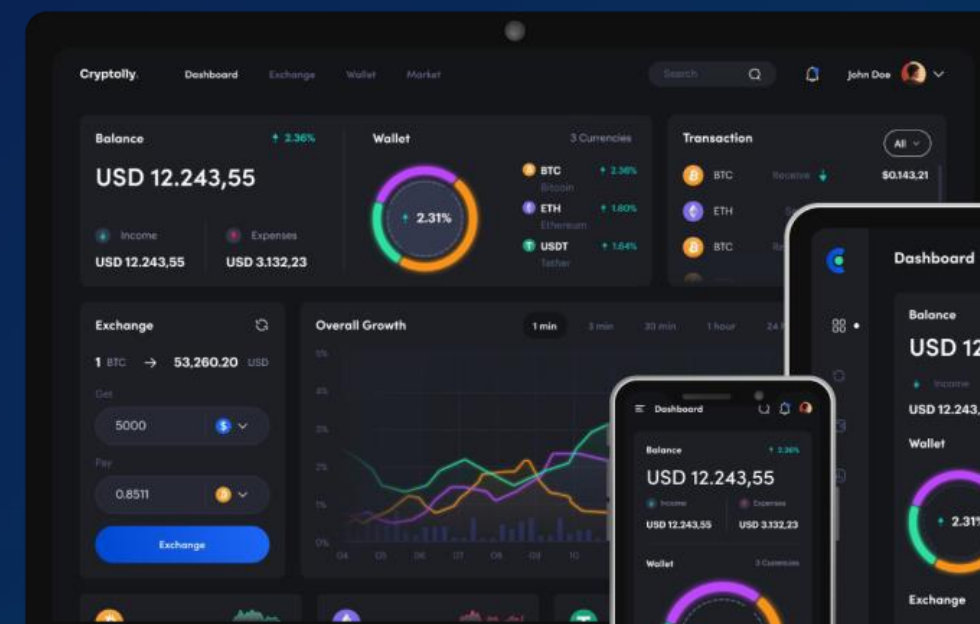 Cryptolly.
Dashboard Exchange Wallet Market
Search
John Doe
Balance 2.36%
USD 12.243,55
Income Expenses
USD 12.243,55 USD 3.132,23
Wallet 3 Currencies
2.31%
BTC 2.36%
Bitcoin
ETH 1.80%
Ethereum
USDT 1.64%
Tether
Transaction All
BTC Receive $0.143,21
ETH
BTC
Exchange
1 BTC → 53,260.20 USD
Get
5000
Pay
0.8511
Exchange
Overall Growth 1 min 3 min 30 min 1 hour 24
5%
4%
3%
2%
1%
0%
04 05 06 07 08 09 10
Dashboard
Balance 2.36%
USD 12.243,55
Income Expenses
USD 12.243,55 USD 3.132,23
Wallet 3 Currencies
Dashboard
Balance
USD 12
Income
USD 12.243,
Wallet
2.31%
Exchange